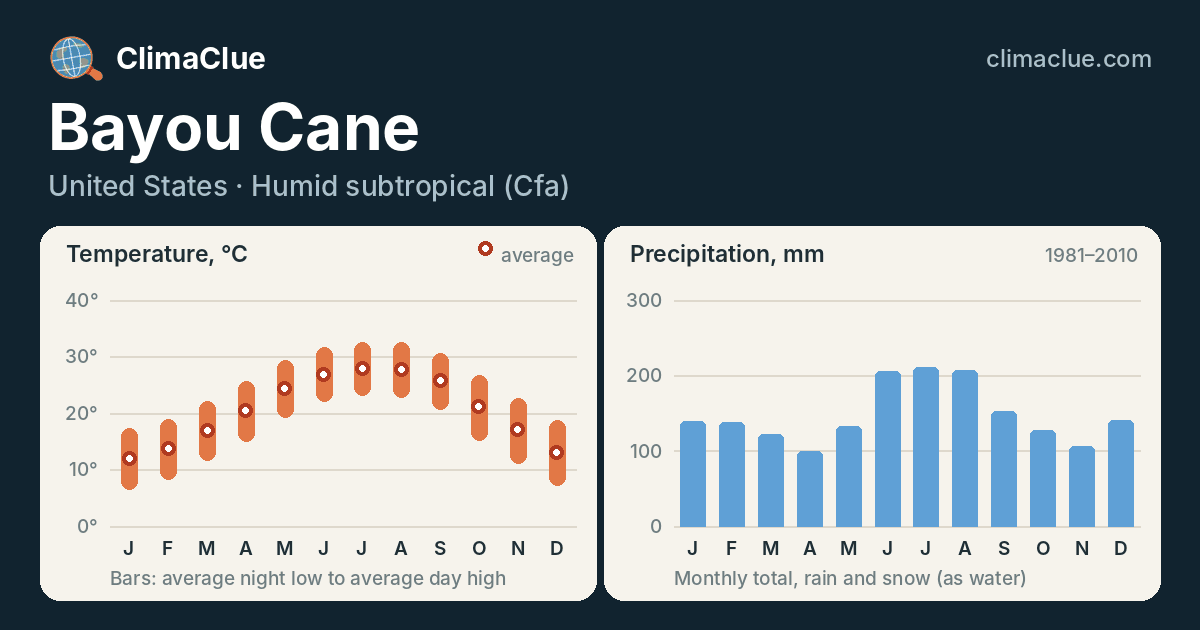 ClimaClue
climaclue.com
Bayou Cane
United States · Humid subtropical (Cfa)
Temperature, °C
average
40°
30°
20°
10°
0°
J F M A M J J A S O N D
Bars: average night low to average day high
Precipitation, mm
1981–2010
300
200
100
0
J F M A M J J A S O N D
Monthly total, rain and snow (as water)